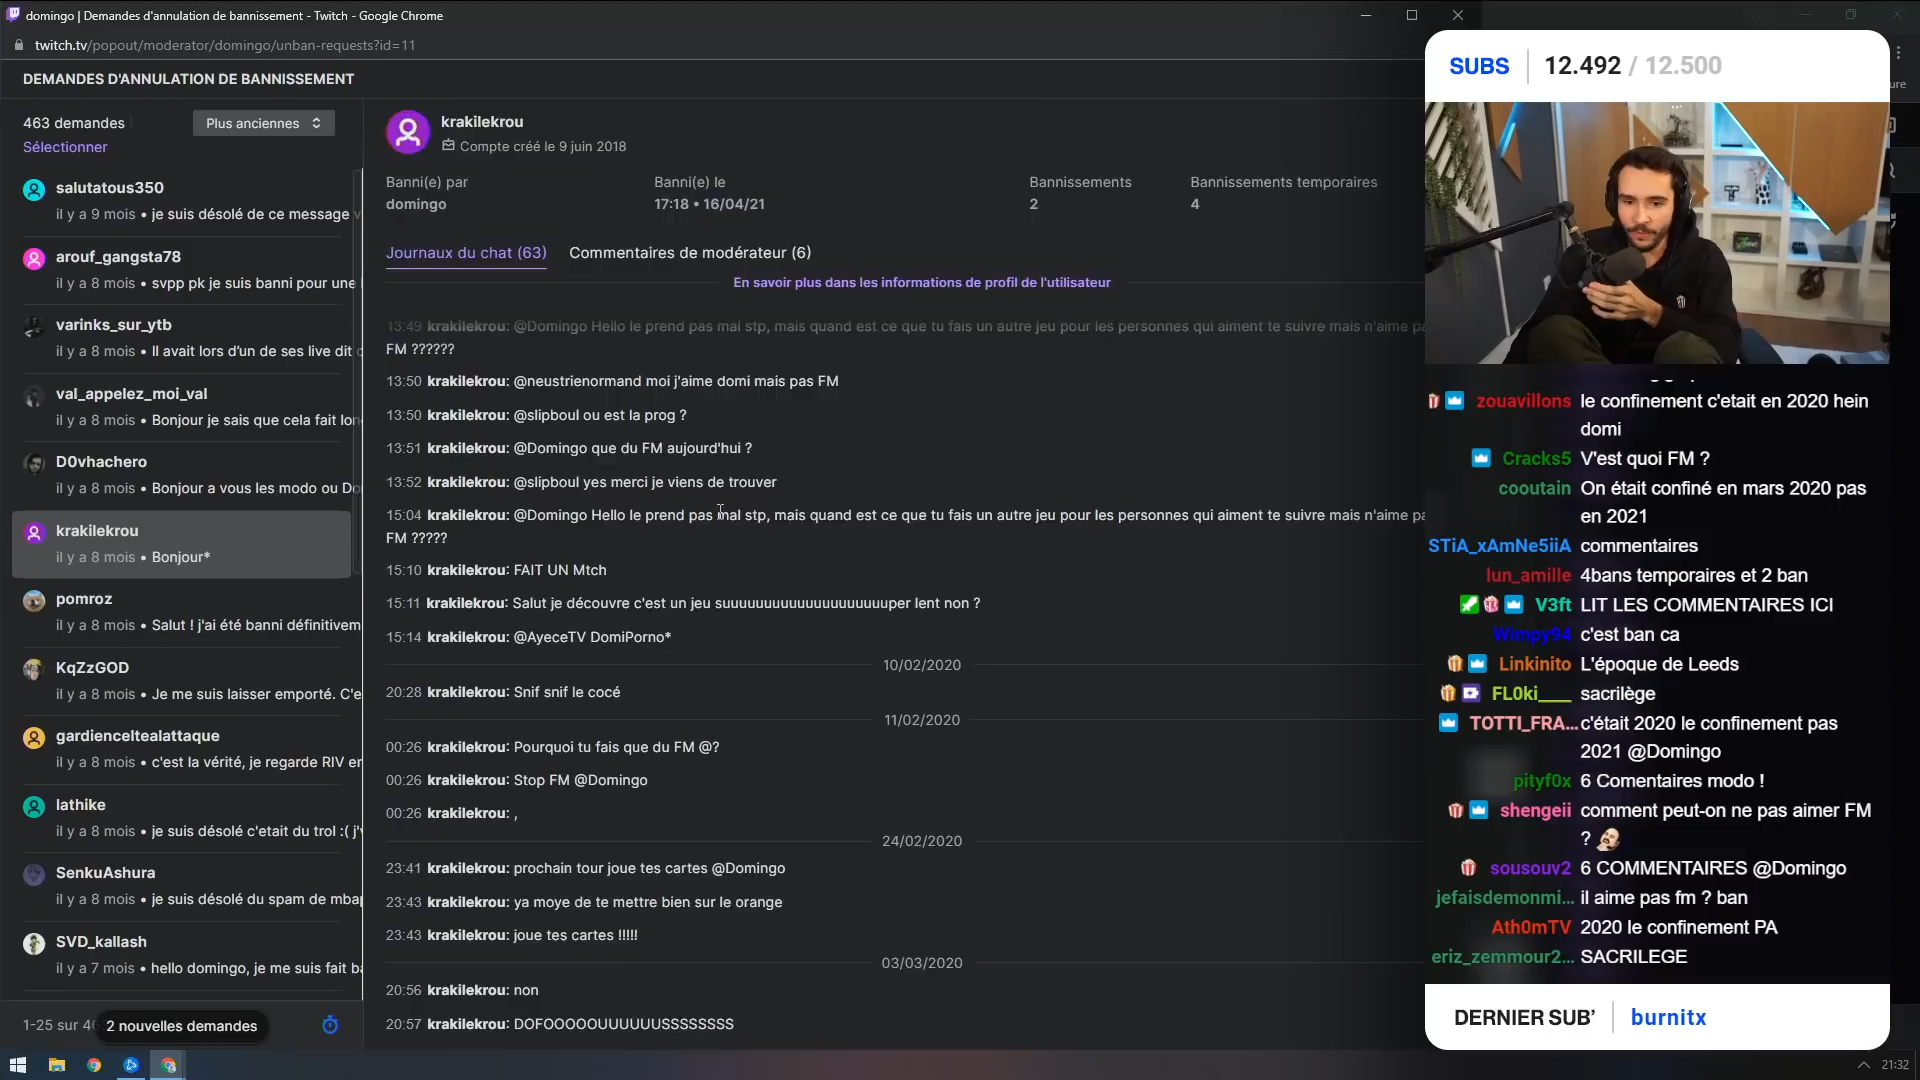 domingo | Demandes d'annulation de bannissement - Twitch - Google Chrome
twitch.tv/popout/moderator/domingo/unban-requests?id=11
DEMANDES D'ANNULATION DE BANNISSEMENT
463 demandes
Plus anciennes
Sélectionner
salutatous350
il y a 9 mois • je suis désolé de ce message
arouf_gangsta78
il y a 8 mois • svpp pk je suis banni pour une
varinks_sur_ytb
il y a 8 mois • Il avait lors d'un de ses live dit
val_appelez_moi_val
il y a 8 mois • Bonjour je sais que cela fait lon
D0vhachero
il y a 8 mois • Bonjour a vous les modo ou Do
krakilekrou
il y a 8 mois • Bonjour*
pomroz
il y a 8 mois • Salut ! j'ai été banni définitivem
KqZzGOD
il y a 8 mois • Je me suis laisser emporté. C'e
gardienceltealattaque
il y a 8 mois • c'est la vérité, je regarde RIV er
lathike
il y a 8 mois • je suis désolé c'etait du trol :( j'
SenkuAshura
il y a 8 mois • je suis désolé du spam de mba
SVD_kallash
il y a 7 mois • hello domingo, je me suis fait b
1-25 sur 4
2 nouvelles demandes
krakilekrou
Compte créé le 9 juin 2018
Banni(e) par
domingo
Banni(e) le
17:18 • 16/04/21
Bannissements
2
Bannissements temporaires
4
Journaux du chat (63)
Commentaires de modérateur (6)
En savoir plus dans les informations de profil de l'utilisateur
13:49 krakilekrou: @Domingo Hello le prend pas mal stp, mais quand est ce que tu fais un autre jeu pour les personnes qui aiment te suivre mais n'aime pa
FM ??????
13:50 krakilekrou: @neustrienormand moi j'aime domi mais pas FM
13:50 krakilekrou: @slipboul ou est la prog ?
13:51 krakilekrou: @Domingo que du FM aujourd'hui ?
13:52 krakilekrou: @slipboul yes merci je viens de trouver
15:04 krakilekrou: @Domingo Hello le prend pas mal stp, mais quand est ce que tu fais un autre jeu pour les personnes qui aiment te suivre mais n'aime pa
FM ?????
15:10 krakilekrou: FAIT UN Mtch
15:11 krakilekrou: Salut je découvre c'est un jeu suuuuuuuuuuuuuuuuuuuuper lent non ?
15:14 krakilekrou: @AyeceTV DomiPorno*
10/02/2020
20:28 krakilekrou: Snif snif le cocé
11/02/2020
00:26 krakilekrou: Pourquoi tu fais que du FM @?
00:26 krakilekrou: Stop FM @Domingo
00:26 krakilekrou: ,
24/02/2020
23:41 krakilekrou: prochain tour joue tes cartes @Domingo
23:43 krakilekrou: ya moye de te mettre bien sur le orange
23:43 krakilekrou: joue tes cartes !!!!!
03/03/2020
20:56 krakilekrou: non
20:57 krakilekrou: DOFOOOOOUUUUUUSSSSSSSS
SUBS 12.492 / 12.500
zouavillons le confinement c'etait en 2020 hein
domi
Cracks5 V'est quoi FM ?
cooutain On était confiné en mars 2020 pas
en 2021
STiA_xAmNe5iiA commentaires
lun_amille 4bans temporaires et 2 ban
V3ft LIT LES COMMENTAIRES ICI
Wimpy94 c'est ban ca
Linkinito L'époque de Leeds
FL0ki____ sacrilège
TOTTI_FRA... c'était 2020 le confinement pas
2021 @Domingo
pityf0x 6 Comentaires modo !
shengeii comment peut-on ne pas aimer FM
?
sousouv2 6 COMMENTAIRES @Domingo
jefaisdemonmi... il aime pas fm ? ban
Ath0mTV 2020 le confinement PA
eriz_zemmour2... SACRILEGE
DERNIER SUB' burnitx
ure
21:32